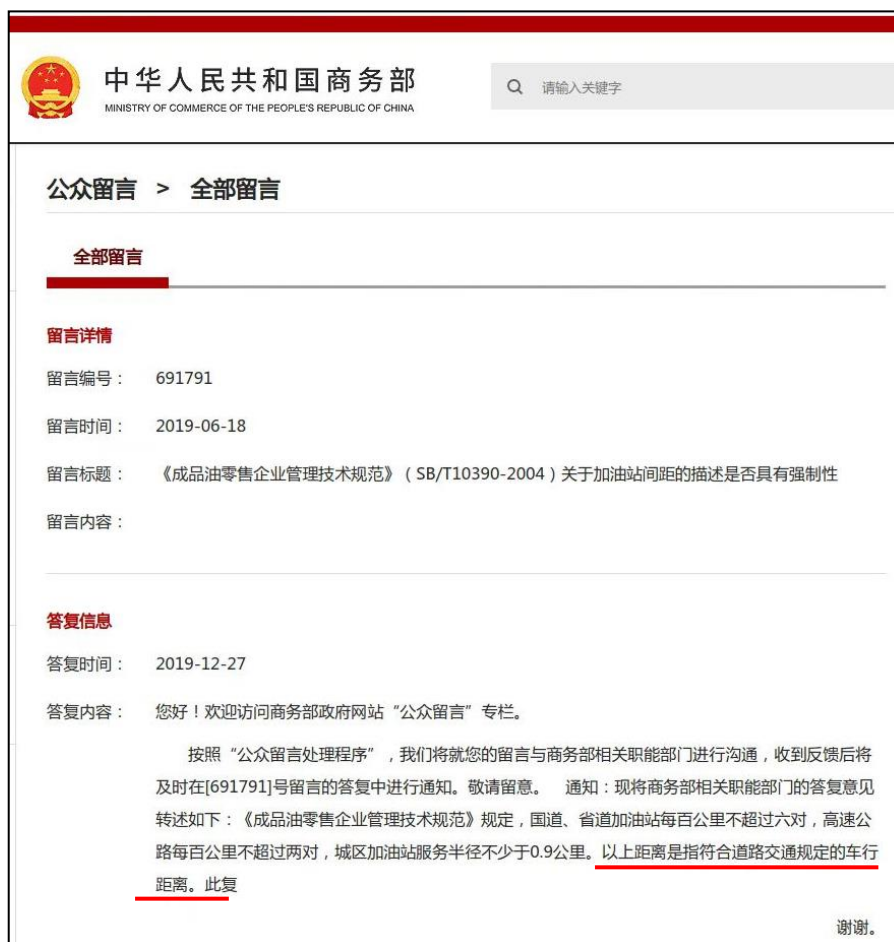 中华人民共和国商务部
MINISTRY OF COMMERCE OF THE PEOPLE'S REPUBLIC OF CHINA
请输入关键字
公众留言 > 全部留言
全部留言
留言详情
留言编号： 691791
留言时间： 2019-06-18
留言标题： 《成品油零售企业管理技术规范》（SB/T10390-2004）关于加油站间距的描述是否具有强制性
留言内容：
答复信息
答复时间： 2019-12-27
答复内容： 您好！欢迎访问商务部政府网站“公众留言”专栏。
按照“公众留言处理程序”，我们将就您的留言与商务部相关职能部门进行沟通，收到反馈后将
及时在[691791]号留言的答复中进行通知。敬请留意。 通知：现将商务部相关职能部门的答复意见
转述如下：《成品油零售企业管理技术规范》规定，国道、省道加油站每百公里不超过六对，高速公
路每百公里不超过两对，城区加油站服务半径不少于0.9公里。以上距离是指符合道路交通规定的车行
距离。此复
谢谢。